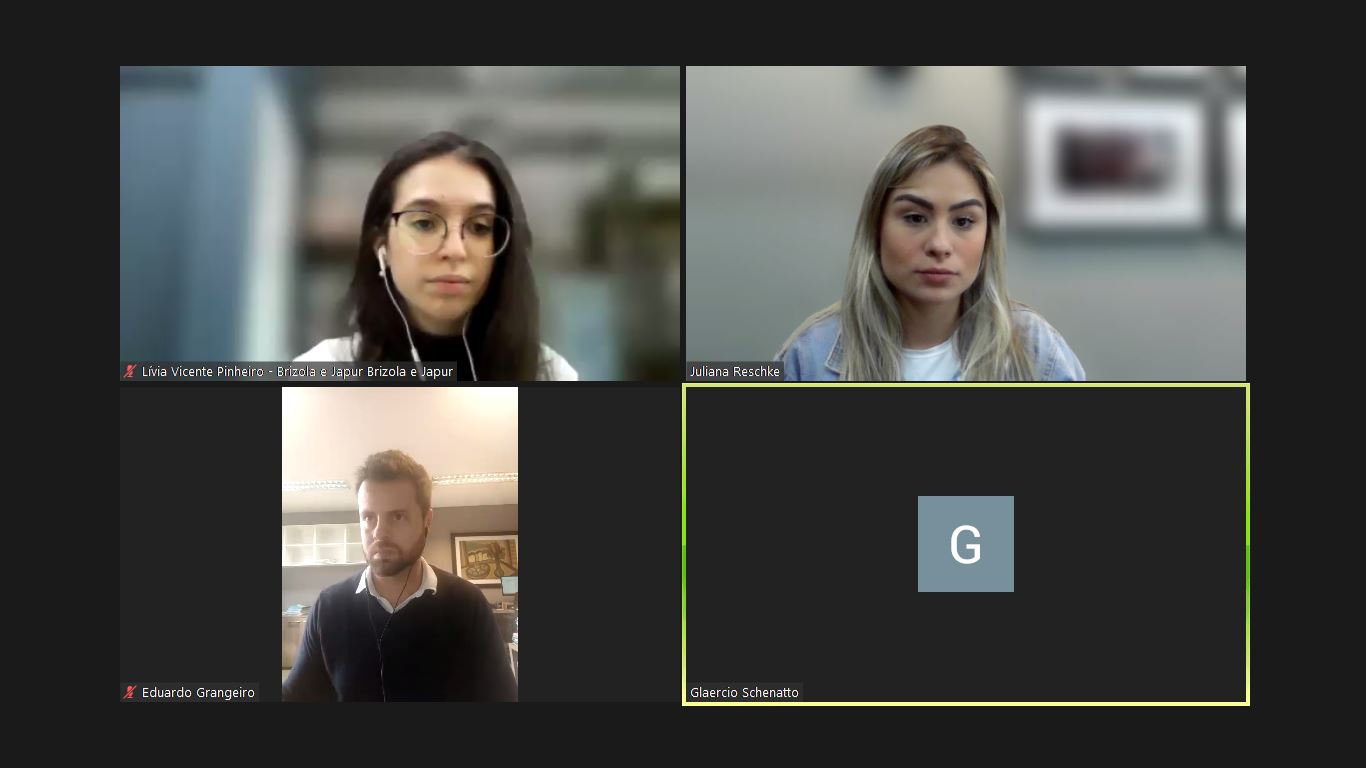 Lívia Vicente Pinheiro - Brizola e Japur Brizola e Japur
Juliana Reschke
Eduardo Grangeiro
G
Glaercio Schenatto